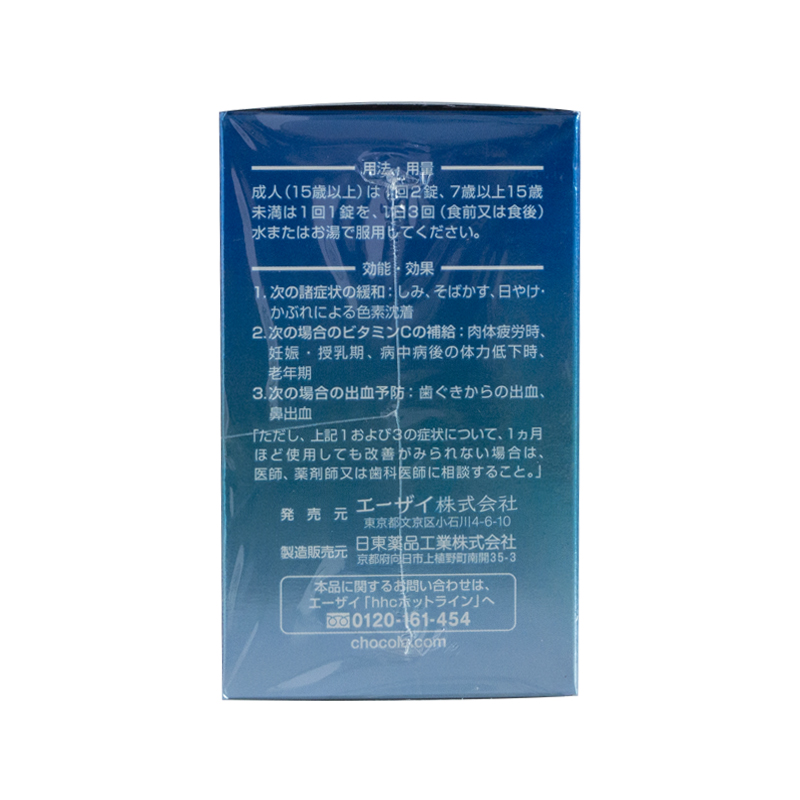 用法・用量
成人(15歳以上)は1回2錠、7歳以上15歳
未満は1回1錠を、1日3回(食前又は食後)
水またはお湯で服用してください。
効能・効果
1.次の諸症状の緩和:しみ、そばかす、日やけ・
かぶれによる色素沈着
2.次の場合のビタミンCの補給:肉体疲労時、
妊娠・授乳期、病中病後の体力低下時、
老年期
3.次の場合の出血予防:歯ぐきからの出血、
鼻出血
「ただし、上記1および3の症状について、1ヵ月
ほど使用しても改善がみられない場合は、
医師、薬剤師又は歯科医師に相談すること。」
発売元 エーザイ株式会社
東京都文京区小石川4-6-10
製造販売元 日東薬品工業株式会社
京都府向日市上植野町南開35-3
本品に関するお問い合わせは、
エーザイ「hhcホットライン」へ
0120-161-454
chocola.com